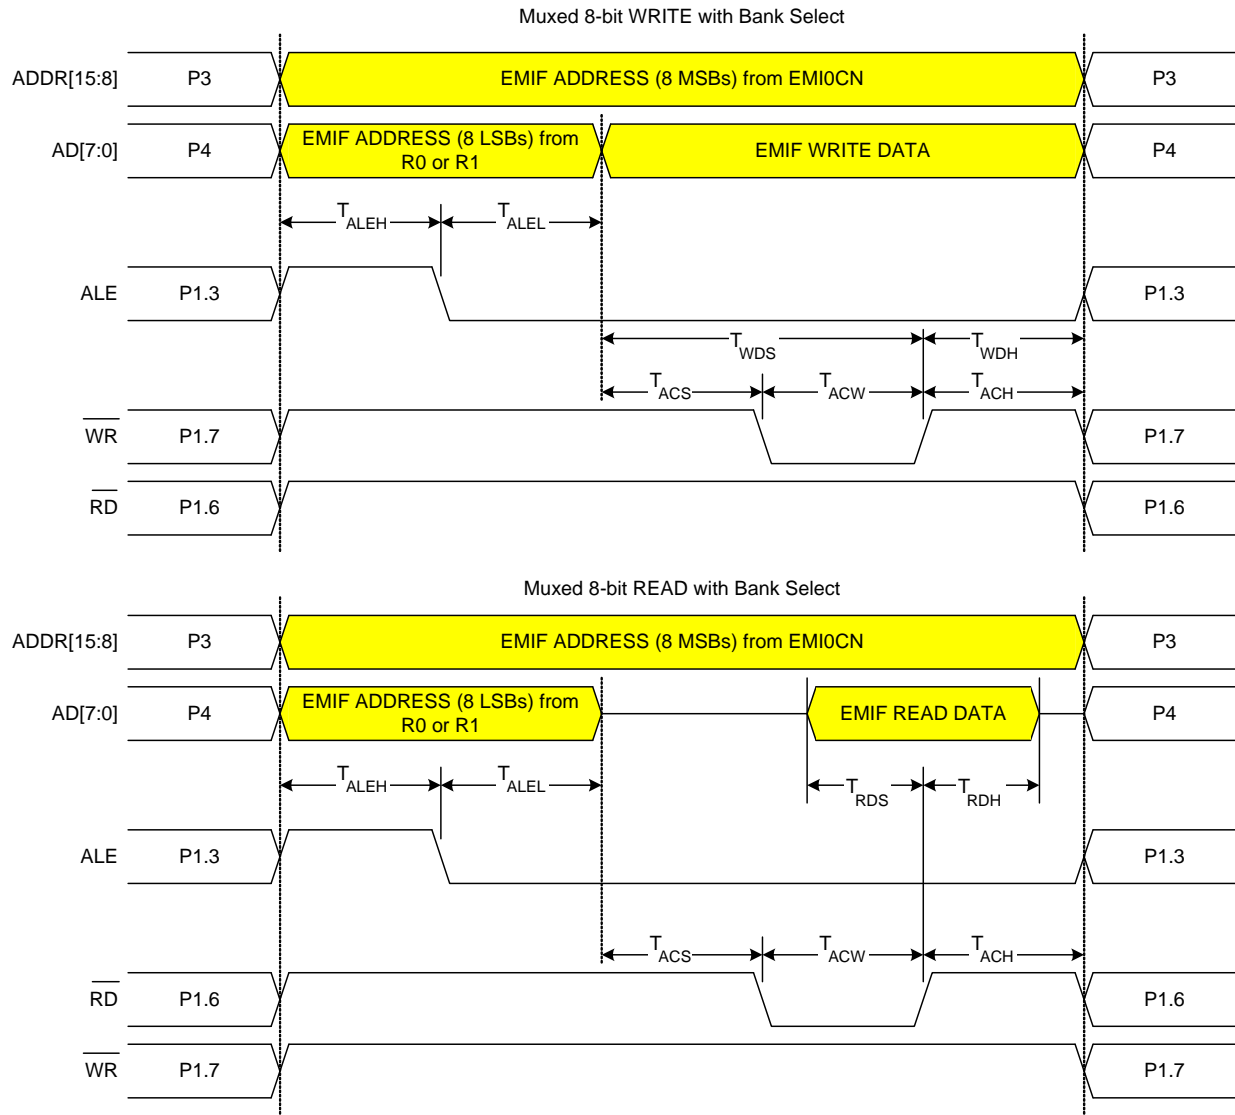 Muxed 8-bit WRITE with Bank Select
ADDR[15:8] P3 EMIF ADDRESS (8 MSBs) from EMI0CN P3
AD[7:0] P4 EMIF ADDRESS (8 LSBs) from R0 or R1 EMIF WRITE DATA P4
TALEH TALEL
ALE P1.3 P1.3
TWDS TWDH
TACS TACW TACH
WR P1.7 P1.7
RD P1.6 P1.6
Muxed 8-bit READ with Bank Select
ADDR[15:8] P3 EMIF ADDRESS (8 MSBs) from EMI0CN P3
AD[7:0] P4 EMIF ADDRESS (8 LSBs) from R0 or R1 EMIF READ DATA P4
TALEH TALEL TRDS TRDH
ALE P1.3 P1.3
TACS TACW TACH
RD P1.6 P1.6
WR P1.7 P1.7